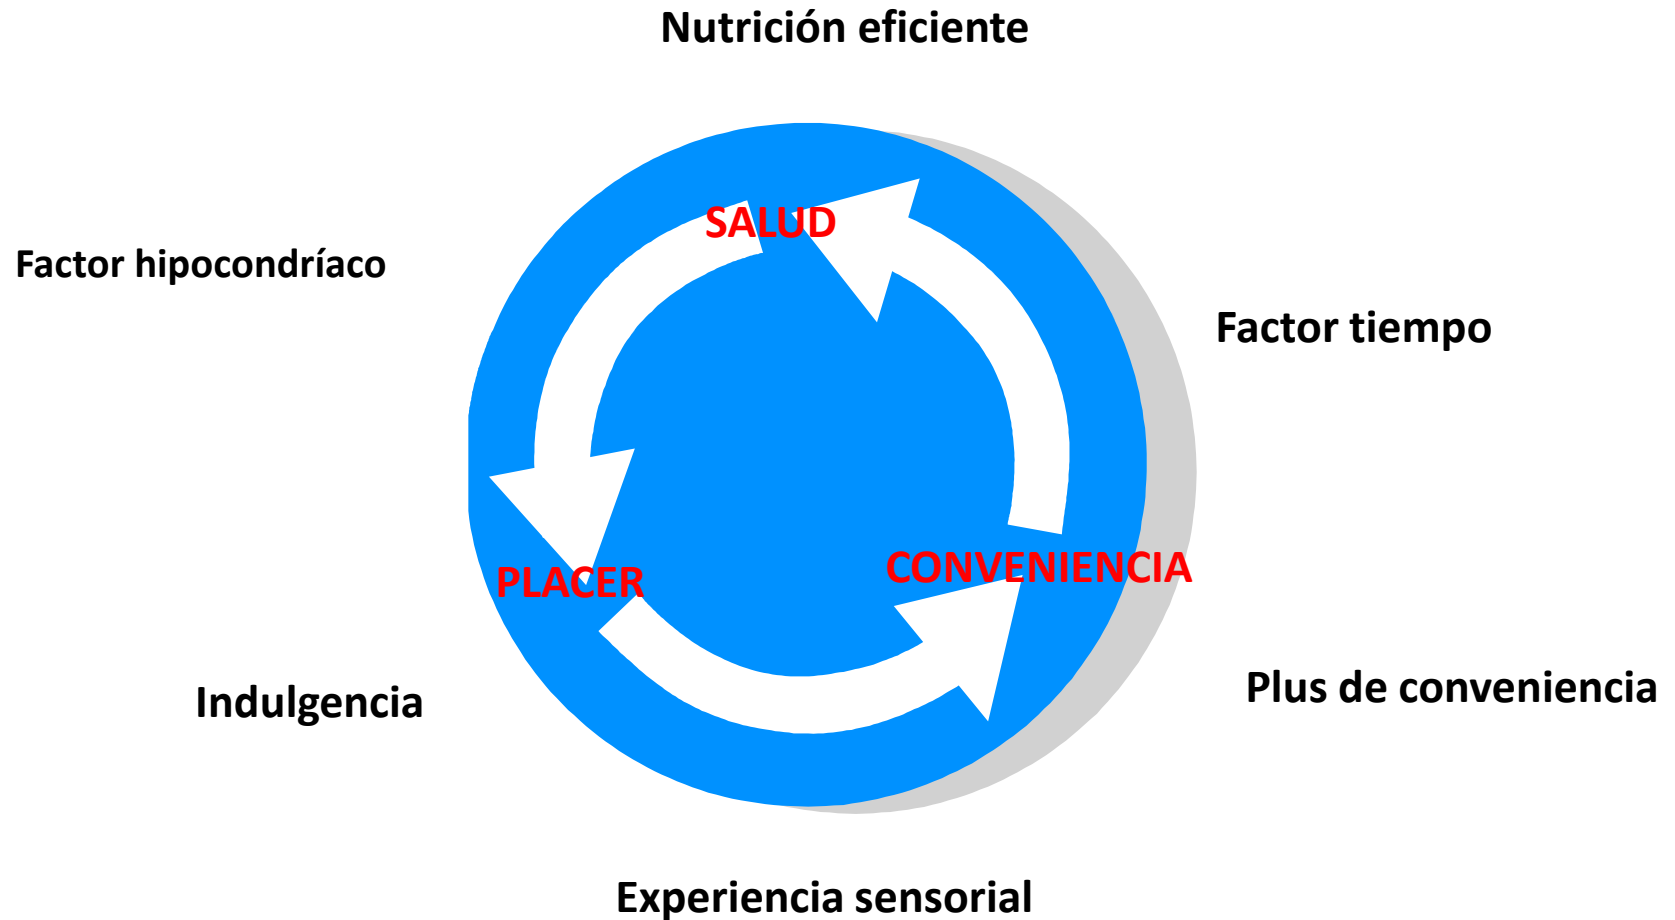 Nutrición eficiente
SALUD
Factor hipocondríaco
Factor tiempo
CONVENIENCIA
PLACER
Plus de conveniencia
Indulgencia
Experiencia sensorial